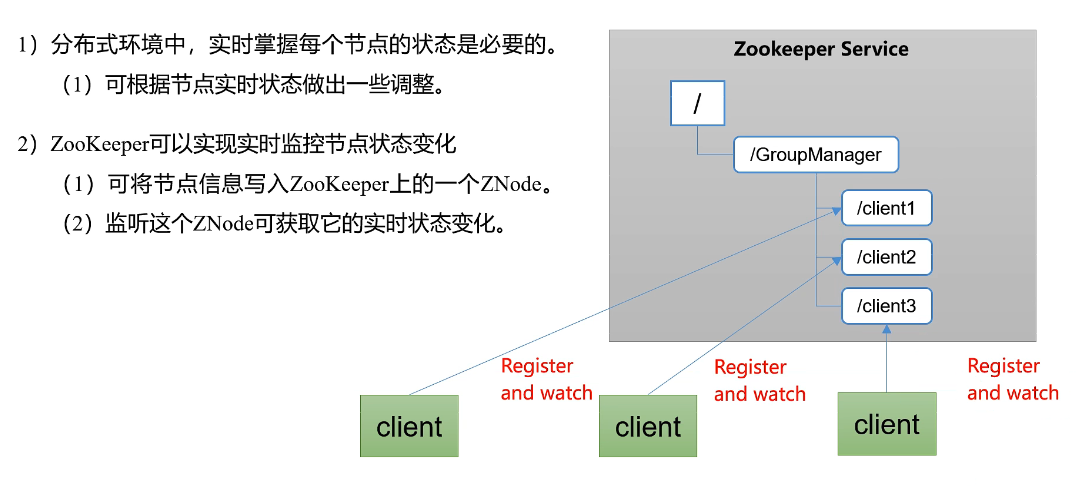 1）分布式环境中，实时掌握每个节点的状态是必要的。
（1）可根据节点实时状态做出一些调整。
2）ZooKeeper可以实现实时监控节点状态变化
（1）可将节点信息写入ZooKeeper上的一个ZNode。
（2）监听这个ZNode可获取它的实时状态变化。
Zookeeper Service
/
/GroupManager
/client1
/client2
/client3
Register
and watch
Register
and watch
Register
and watch
client
client
client